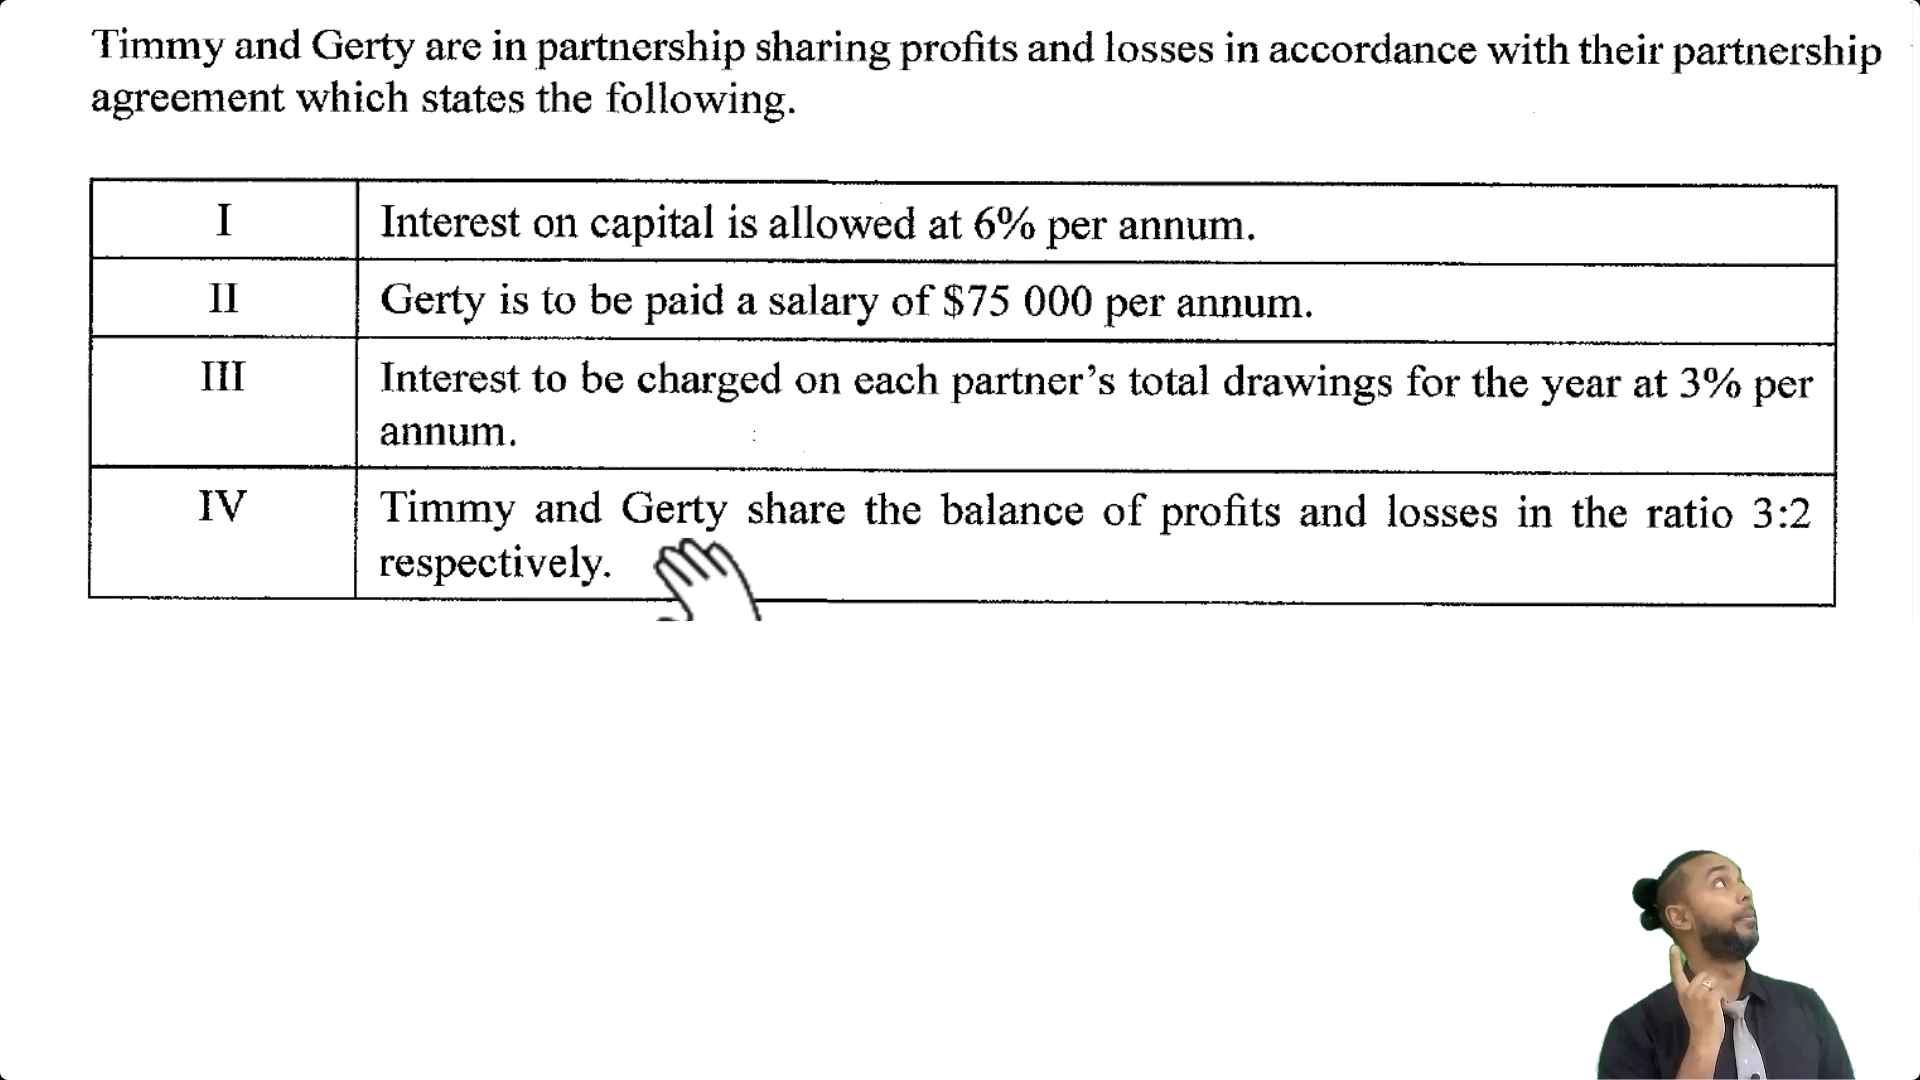 Timmy and Gerty are in partnership sharing profits and losses in accordance with their partnership
agreement which states the following.
I
Interest on capital is allowed at 6% per annum.
II
Gerty is to be paid a salary of $75 000 per annum.
III
Interest to be charged on each partner's total drawings for the year at 3% per
annum.
IV
Timmy and Gerty share the balance of profits and losses in the ratio 3:2
respectively.